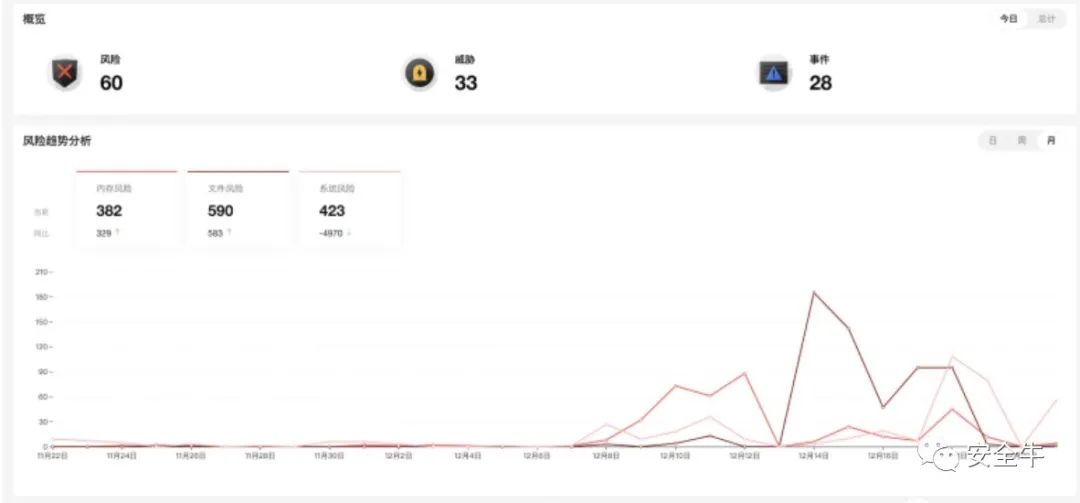 概览
今日 总计
风险
60
威胁
33
事件
28
风险趋势分析
日 周 月
内存风险 文件风险 系统风险
当前 382 590 423
同比 329 ↑ 583 ↑ -4970 ↓
210
180
150
120
90
60
30
0
11月22日 11月24日 11月26日 11月28日 11月30日 12月2日 12月4日 12月6日 12月8日 12月10日 12月12日 12月14日 12月16日
安全牛